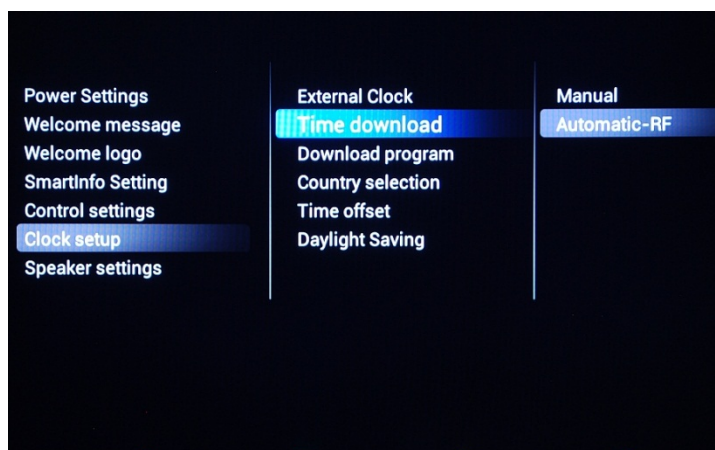 Power Settings
Welcome message
Welcome logo
SmartInfo Setting
Control settings
Clock setup
Speaker settings
External Clock
Time download
Download program
Country selection
Time offset
Daylight Saving
Manual
Automatic-RF